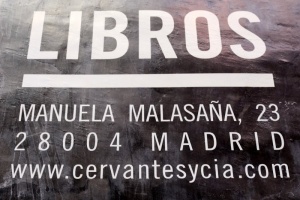 LIBROS
MANUELA MALASAÑA, 23
28004 MADRID
www.cervantesycia.com